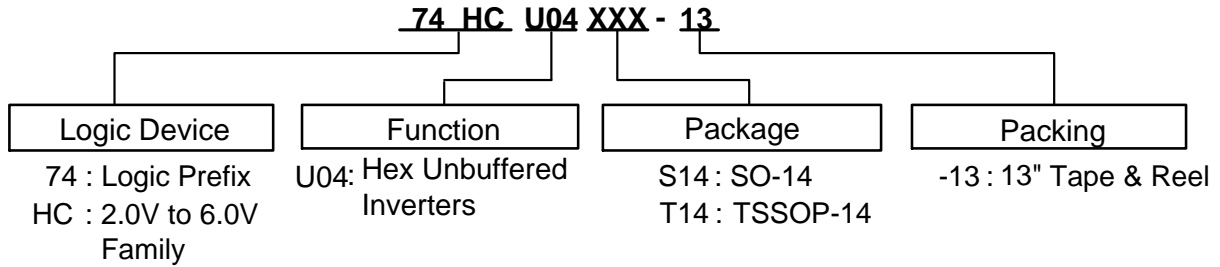 74 HC U04 XXX - 13
Logic Device
74 : Logic Prefix
HC : 2.0V to 6.0V
Family
Function
U04: Hex Unbuffered
Inverters
Package
S14 : SO-14
T14 : TSSOP-14
Packing
-13 : 13" Tape & Reel